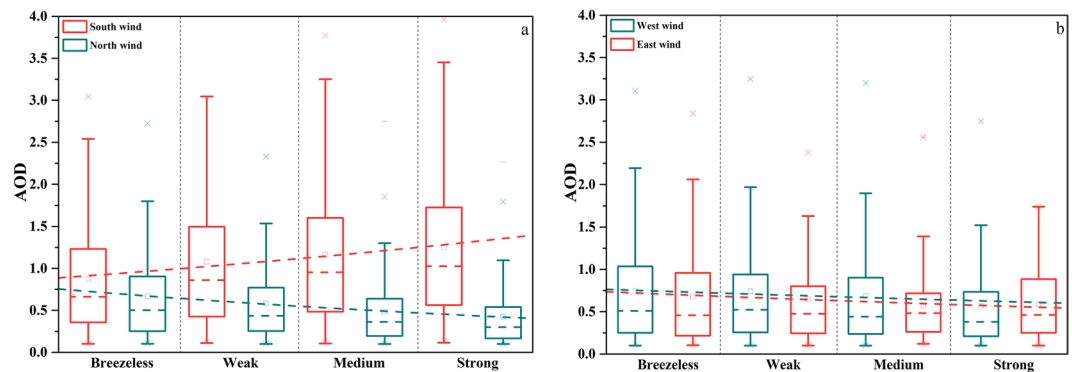 4.0
3.5
3.0
2.5
2.0
1.5
1.0
0.5
0.0
AOD
South wind
North wind
a
Breezeless Weak Medium Strong
4.0
3.5
3.0
2.5
2.0
1.5
1.0
0.5
0.0
AOD
West wind
East wind
b
Breezeless Weak Medium Strong